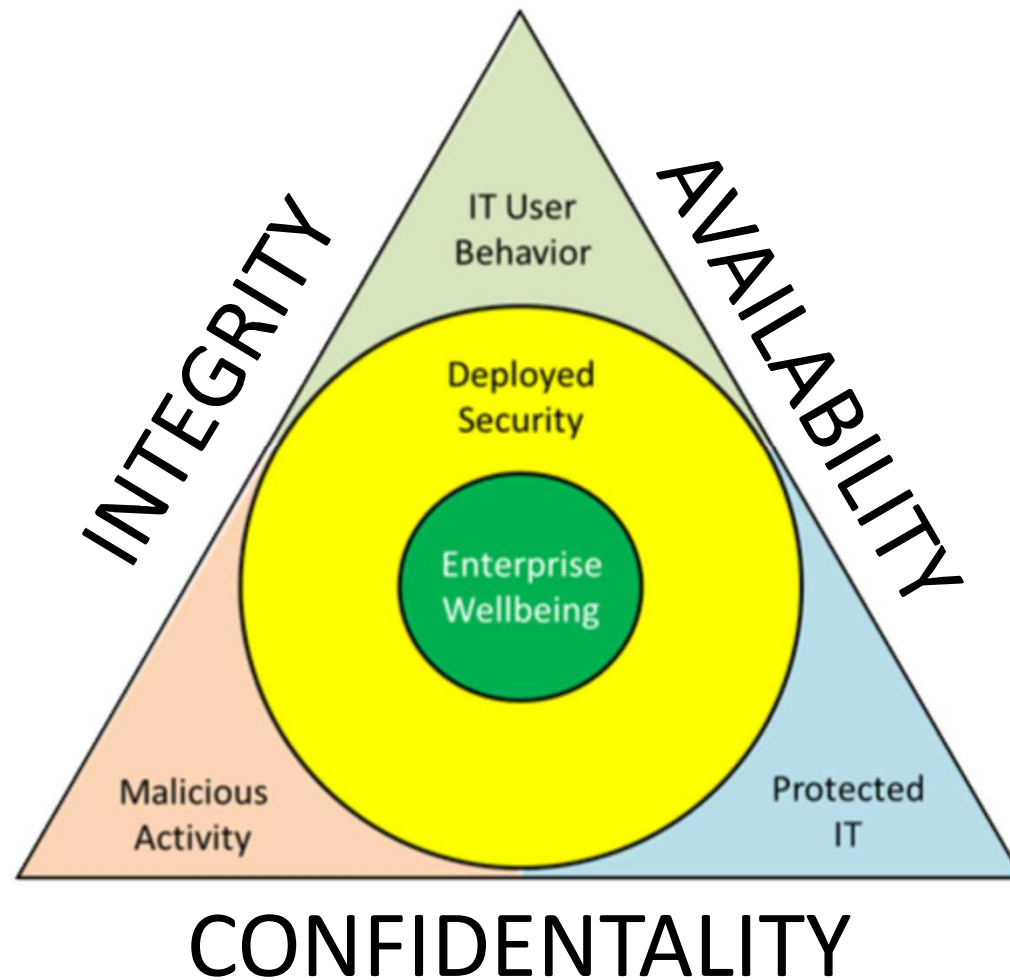 IT User
Behavior
INTEGRITY
AVAILABILITY
Deployed
Security
Enterprise
Wellbeing
Malicious
Activity
Protected
IT
CONFIDENTALITY